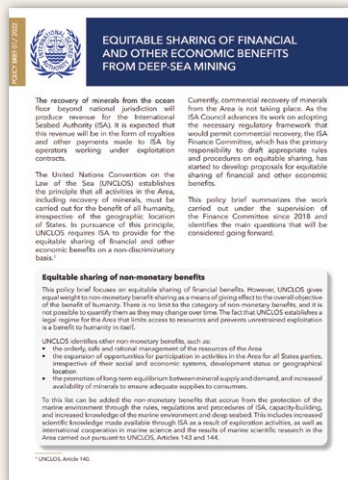 POLICY BRIEF 01 / 2022
INTERNATIONAL
AUTHORITY
EQUITABLE SHARING OF FINANCIAL
AND OTHER ECONOMIC BENEFITS
FROM DEEP-SEA MINING
The recovery of minerals from the ocean
floor beyond national jurisdiction will
produce revenue for the International
Seabed Authority (ISA). It is expected that
this revenue will be in the form of royalties
and other payments made to ISA by
operators working under exploitation
contracts.
The United Nations Convention on the
Law of the Sea (UNCLOS) establishes
the principle that all activities in the Area,
including recovery of minerals, must be
carried out for the benefit of all humanity,
irrespective of the geographic location
of States. In pursuance of this principle,
UNCLOS requires ISA to provide for the
equitable sharing of financial and other
economic benefits on a non-discriminatory
basis.¹
Currently, commercial recovery of minerals
from the Area is not taking place. As the
ISA Council advances its work on adopting
the necessary regulatory framework that
would permit commercial recovery, the ISA
Finance Committee, which has the primary
responsibility to draft appropriate rules
and procedures on equitable sharing, has
started to develop proposals for equitable
sharing of financial and other economic
benefits.
This policy brief summarizes the work
carried out under the supervision of
the Finance Committee since 2018 and
identifies the main questions that will be
considered going forward.
Equitable sharing of non-monetary benefits
This policy brief focuses on equitable sharing of financial benefits. However, UNCLOS gives
equal weight to non-monetary benefit-sharing as a means of giving effect to the overall objective
of the benefit of humanity. There is no limit to the category of non-monetary benefits, and it is
not possible to quantify them as they may change over time. The fact that UNCLOS establishes a
legal regime for the Area that limits access to resources and prevents unrestrained exploitation
is a benefit to humanity in itself.
UNCLOS identifies other non monetary benefits, such as:
• the orderly, safe and rational management of the resources of the Area
• the expansion of opportunities for participation in activities in the Area for all States parties,
irrespective of their social and economic systems, development status or geographical
location
• the promotion of long-term equilibrium between mineral supply and demand, and increased
availability of minerals to ensure adequate supplies to consumers.
To this list can be added the non-monetary benefits that accrue from the protection of the
marine environment through the rules, regulations and procedures of ISA, capacity-building,
and increased knowledge of the marine environment and deep seabed. This includes increased
scientific knowledge made available through ISA as a result of exploration activities, as well as
international cooperation in marine science and the results of marine scientific research in the
Area carried out pursuant to UNCLOS, Articles 143 and 144.
¹ UNCLOS, Article 140.